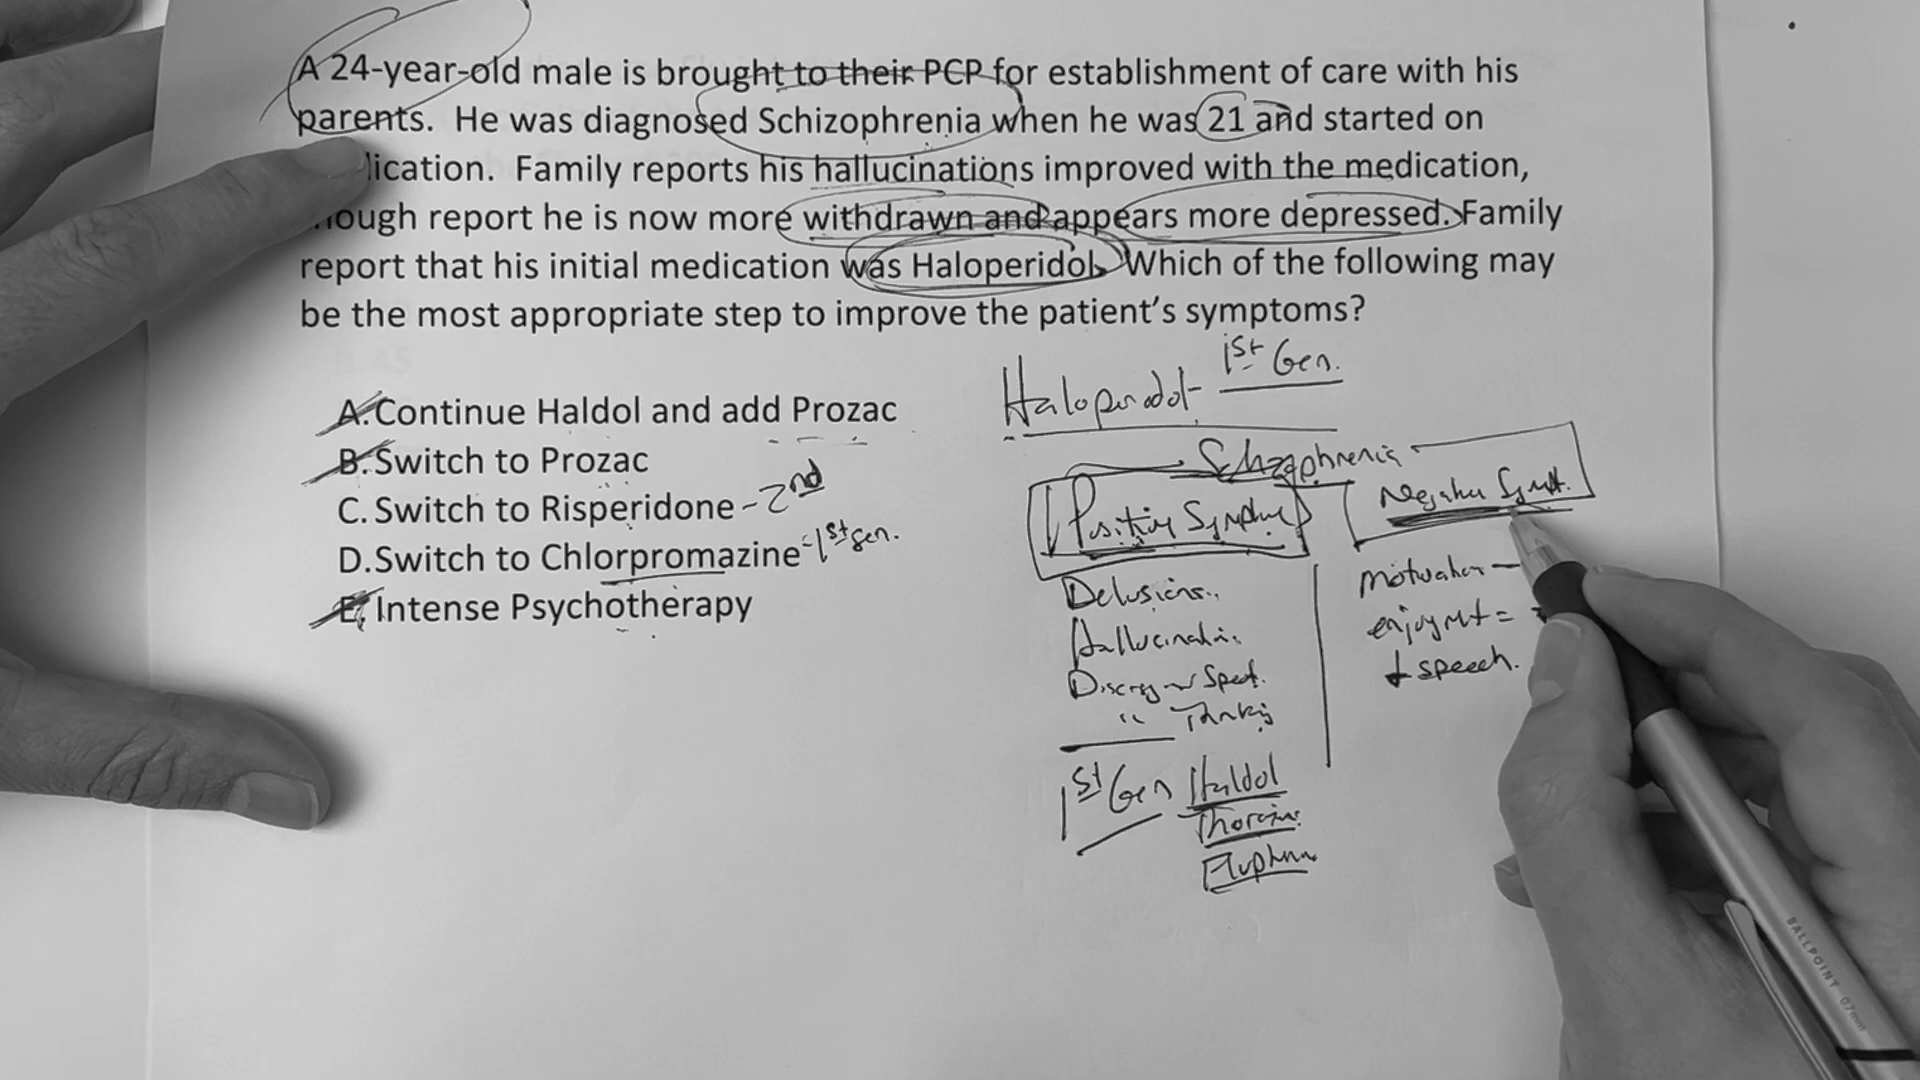 A 24-year-old male is brought to their PCP for establishment of care with his
parents. He was diagnosed Schizophrenia when he was 21 and started on
lication. Family reports his hallucinations improved with the medication,
ough report he is now more withdrawn and appears more depressed. Family
report that his initial medication was Haloperidol. Which of the following may
be the most appropriate step to improve the patient's symptoms?
A. Continue Haldol and add Prozac
B. Switch to Prozac
C. Switch to Risperidone - 2nd
D. Switch to Chlorpromazine = 1st gen.
E. Intense Psychotherapy
Haloperidol - 1st Gen.
Schizophrenia
Positive Symptoms
Delusions.
Hallucinations.
1st Gen Haldol
Negative Sympt.
motivation -
enjoymt =
↓ speech.
BALLPOINT 07mm